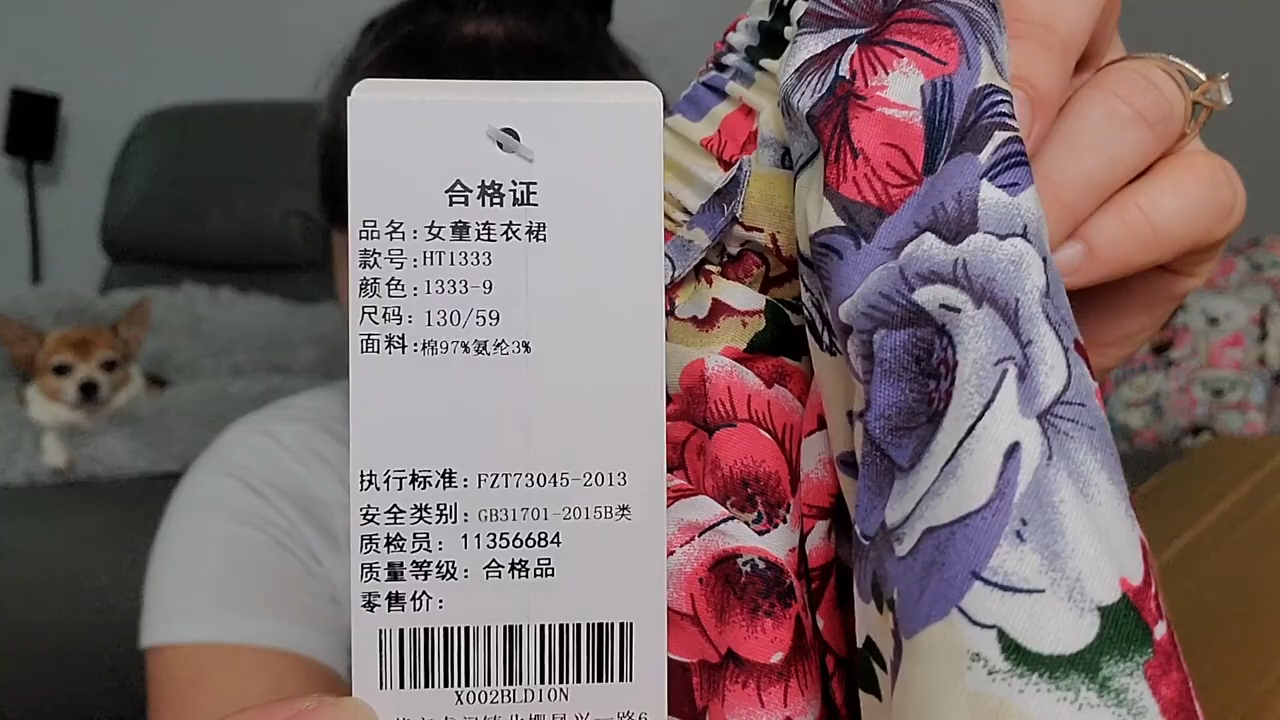 合格证
品名:女童连衣裙
款号:HT1333
颜色:1333-9
尺码:130/59
面料:棉97%氨纶3%
执行标准:FZT73045-2013
安全类别:GB31701-2015B类
质检员:11356684
质量等级:合格品
零售价:
X002BLDION